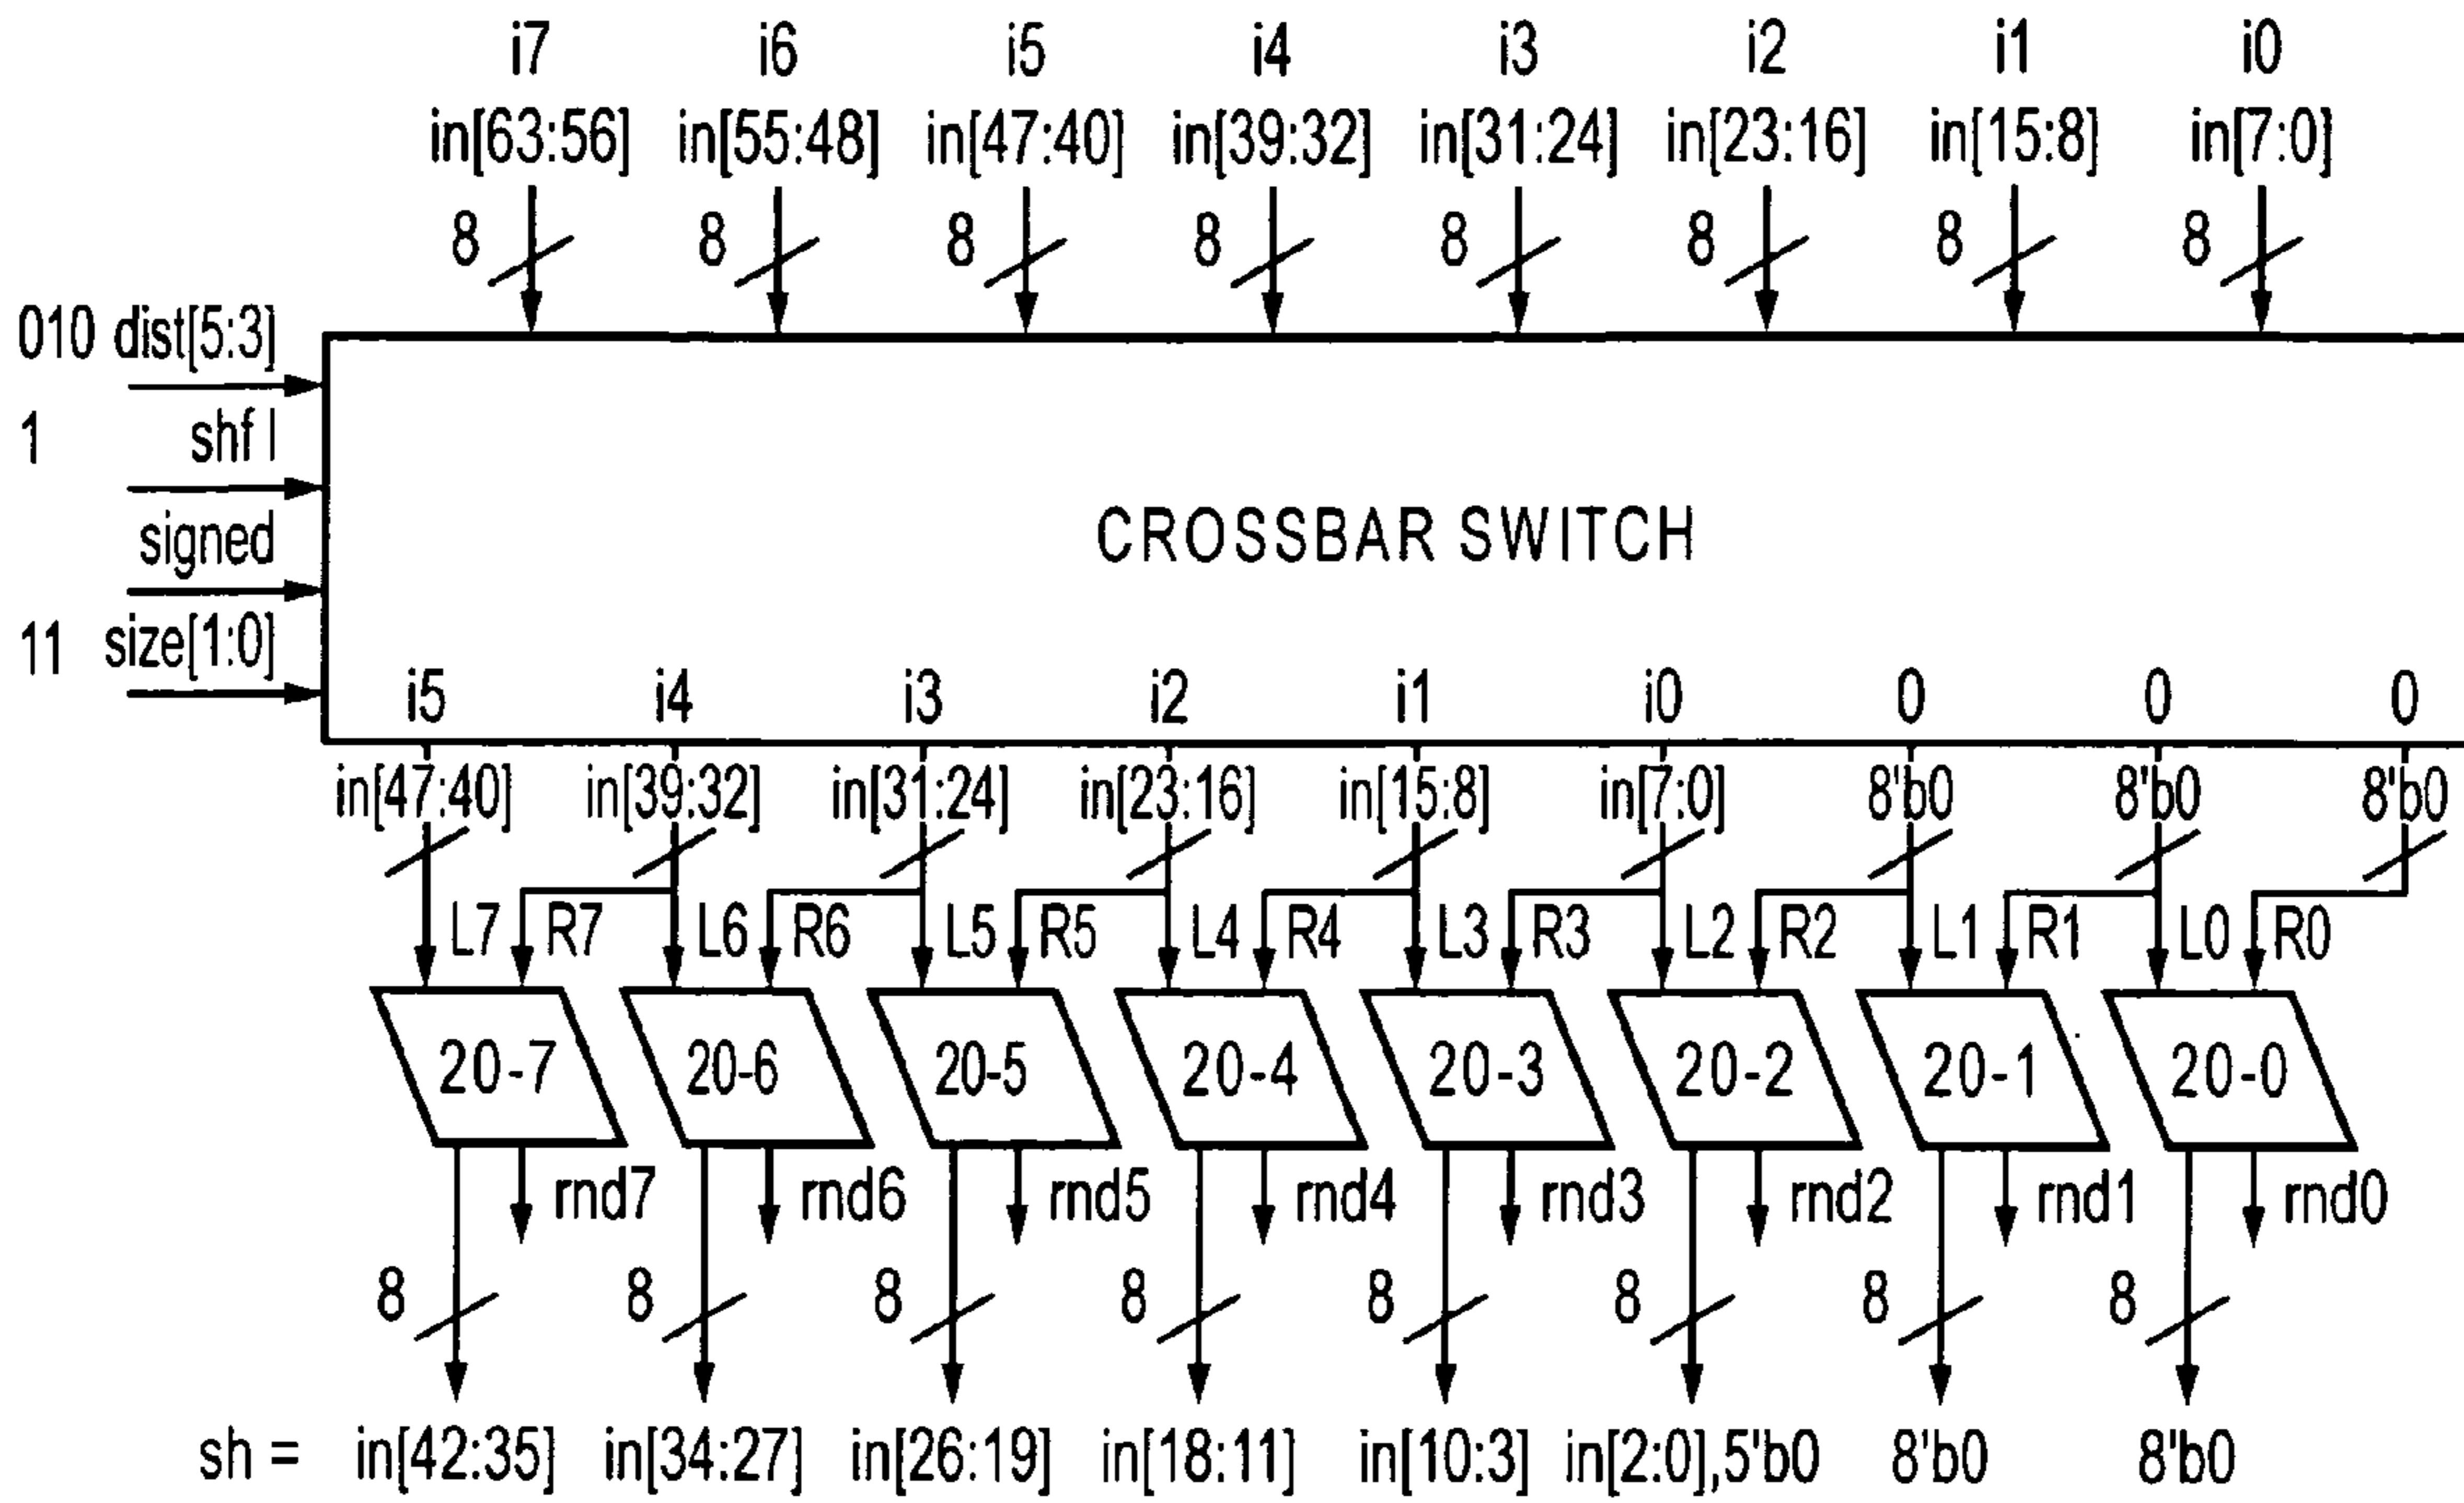 i7 i6 i5 i4 i3 i2 i1 i0
in[63:56] in[55:48] in[47:40] in[39:32] in[31:24] in[23:16] in[15:8] in[7:0]
8 8 8 8 8 8 8 8
010 dist[5:3]
1 shf l
CROSSBAR SWITCH
signed
11 size[1:0]
i5 i4 i3 i2 i1 i0 0 0 0
in[47:40] in[39:32] in[31:24] in[23:16] in[15:8] in[7:0] 8'b0 8'b0 8'b0
L7 R7 L6 R6 L5 R5 L4 R4 L3 R3 L2 R2 L1 R1 L0 R0
20-7 20-6 20-5 20-4 20-3 20-2 20-1 20-0
rnd7 rnd6 rnd5 rnd4 rnd3 rnd2 rnd1 rnd0
8 8 8 8 8 8 8 8
sh = in[42:35] in[34:27] in[26:19] in[18:11] in[10:3] in[2:0],5'b0 8'b0 8'b0